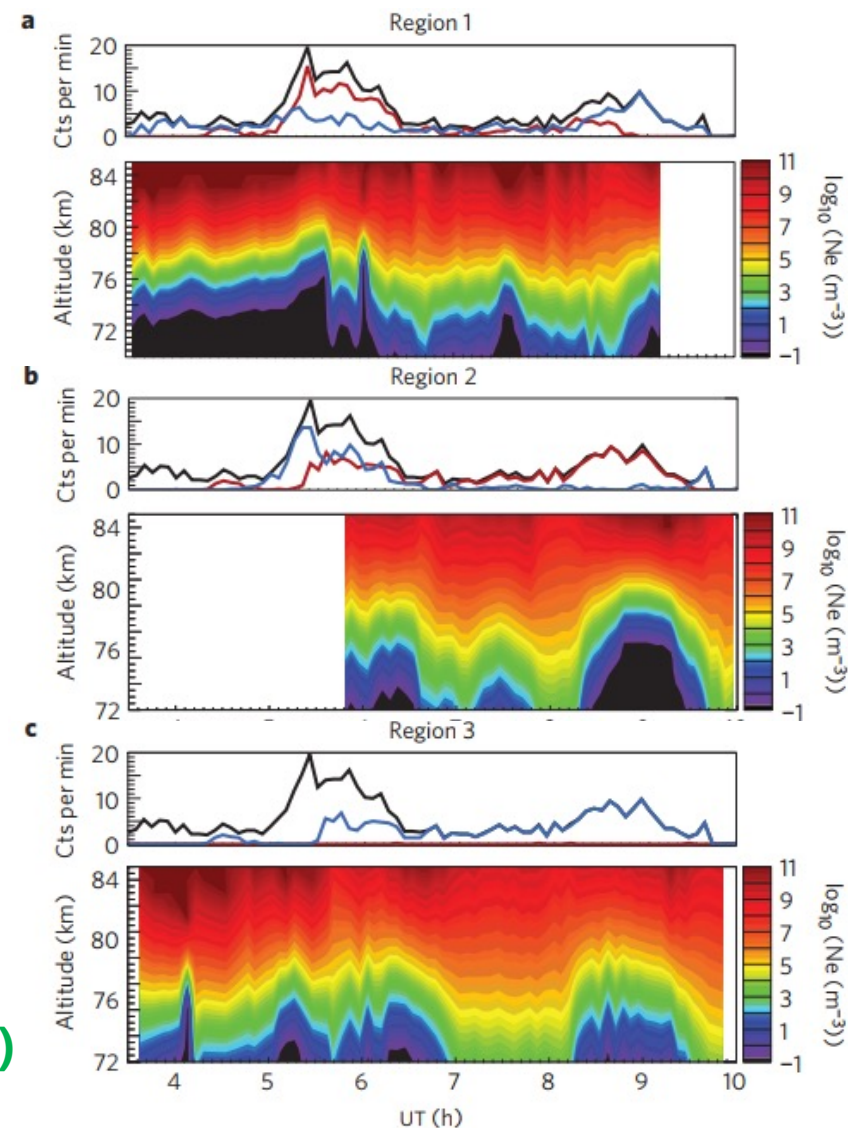 a
Region 1
Cts per min
20
10
0
Altitude (km)
84
80
76
72
11
9
7
5
3
1
−1
log10 (Ne (m−3))
b
Region 2
Cts per min
20
10
0
Altitude (km)
84
80
76
72
11
9
7
5
3
1
−1
log10 (Ne (m−3))
c
Region 3
Cts per min
20
10
0
Altitude (km)
84
80
76
72
11
9
7
5
3
1
−1
log10 (Ne (m−3))
)
4 5 6 7 8 9 10
UT (h)